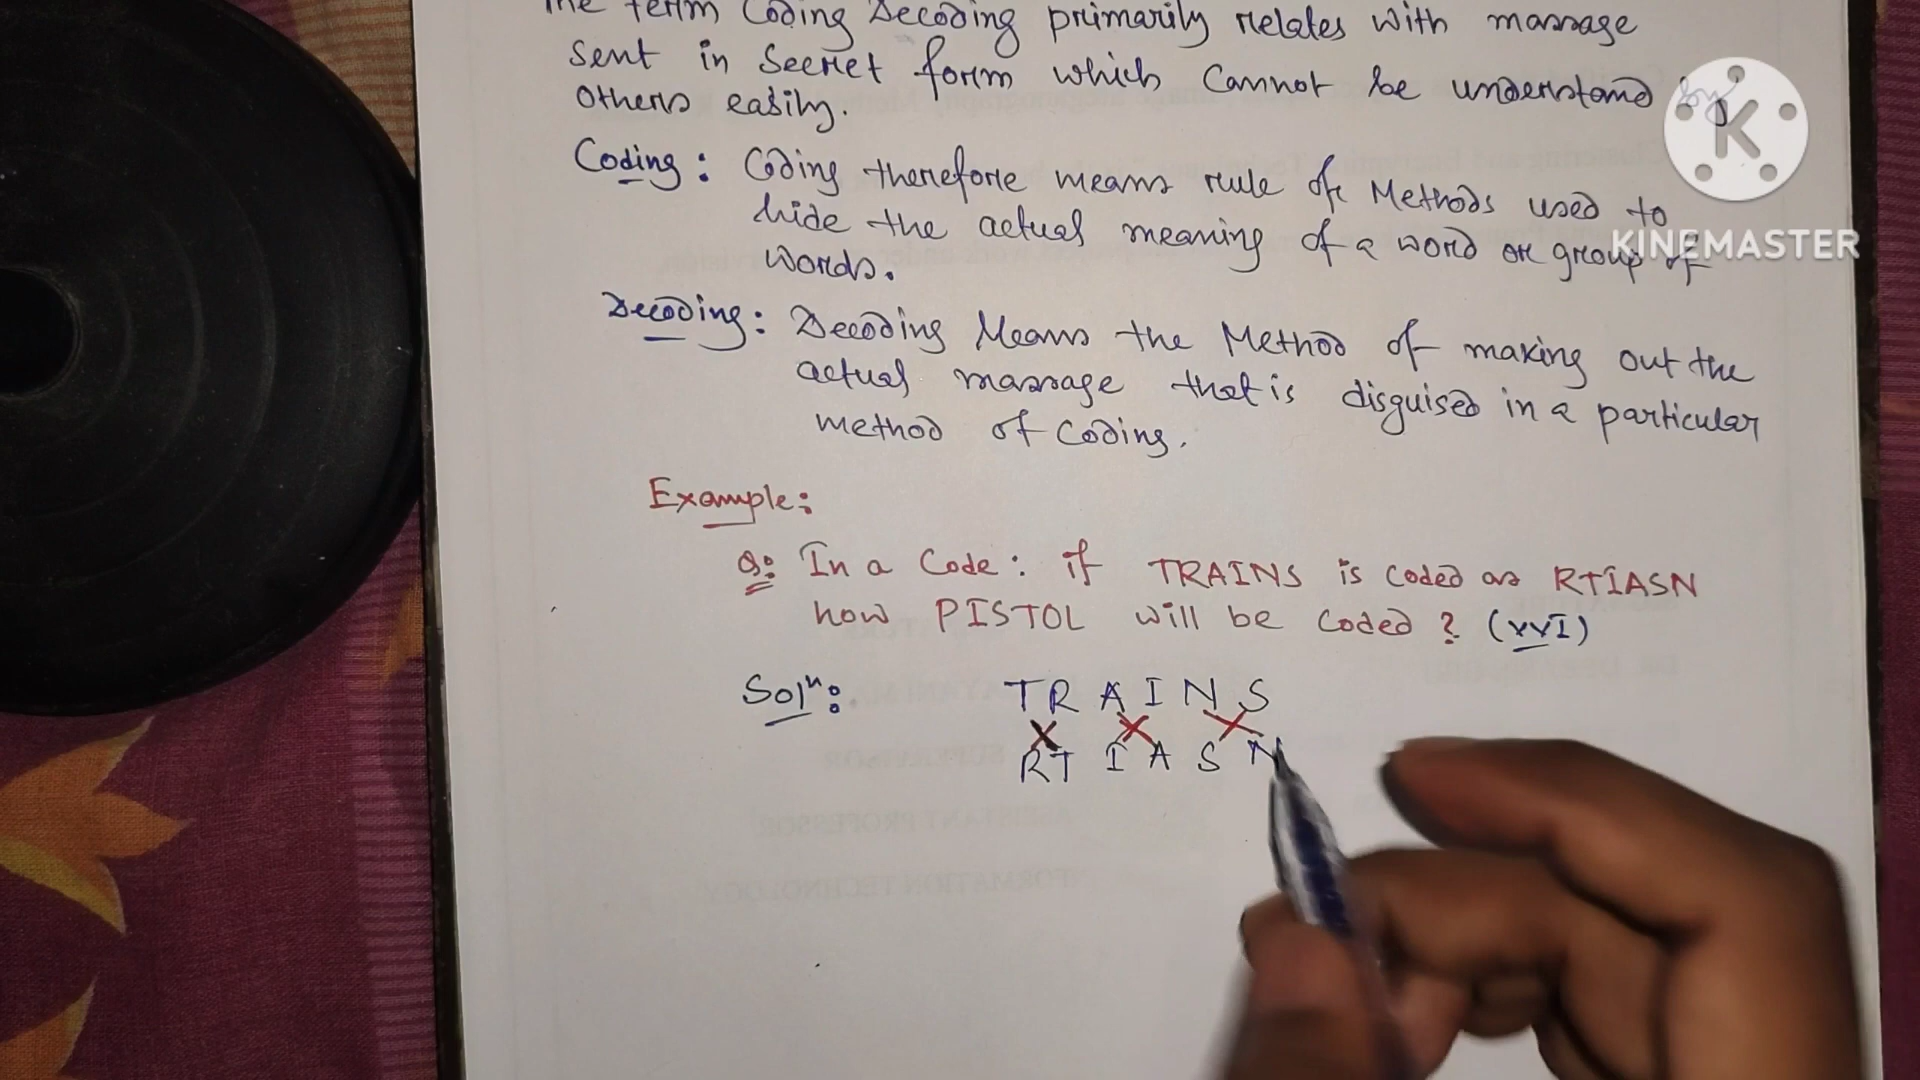 The term Coding Decoding primarily relates with massage
sent in Secret form which Cannot be understand by
Others easily.
Coding : Coding therefore means rule or Methods used to
hide the actual meaning of a word or group of
Words.
Decoding : Decoding Means the Method of making out the
actual massage that is disguised in a particular
method of Coding.
Example:
Q: In a Code : if TRAINS is coded as RTIASN
how PISTOL will be Coded ? (VVI)
Solⁿ: T R A I N S
R T I A S N
K
KINEMASTER